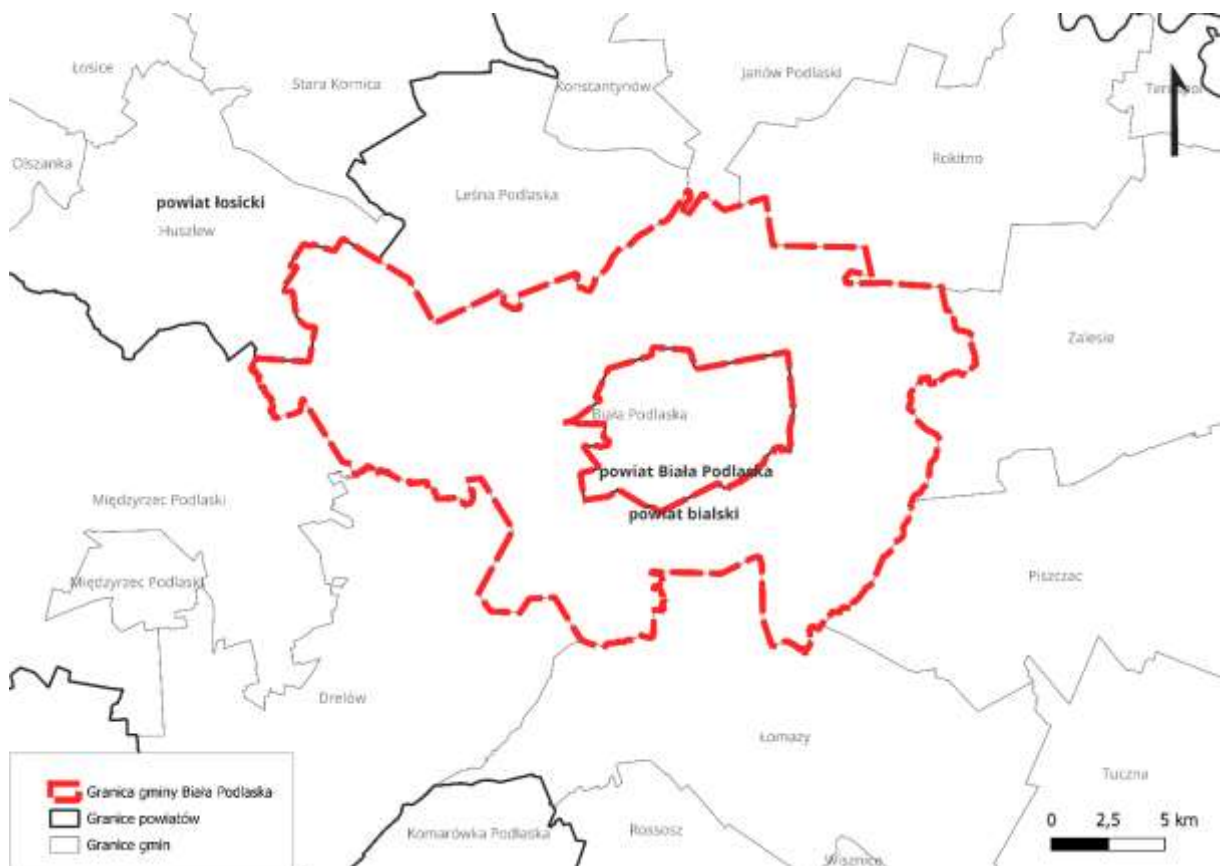 Łosice
Stara Kornica
Konstantynów
Janów Podlaski
Terespol
Olszanka
Rokitno
powiat łosicki
Huszlew
Leśna Podlaska
Zalesie
Biała Podlaska
powiat Biała Podlaska
powiat bialski
Międzyrzec Podlaski
Międzyrzec Podlaski
Piszczac
Drelów
Łomazy
Tuczna
Komarówka Podlaska
Rossosz
Wisznice
Granica gminy Biała Podlaska
Granice powiatów
Granice gmin
0 2,5 5 km